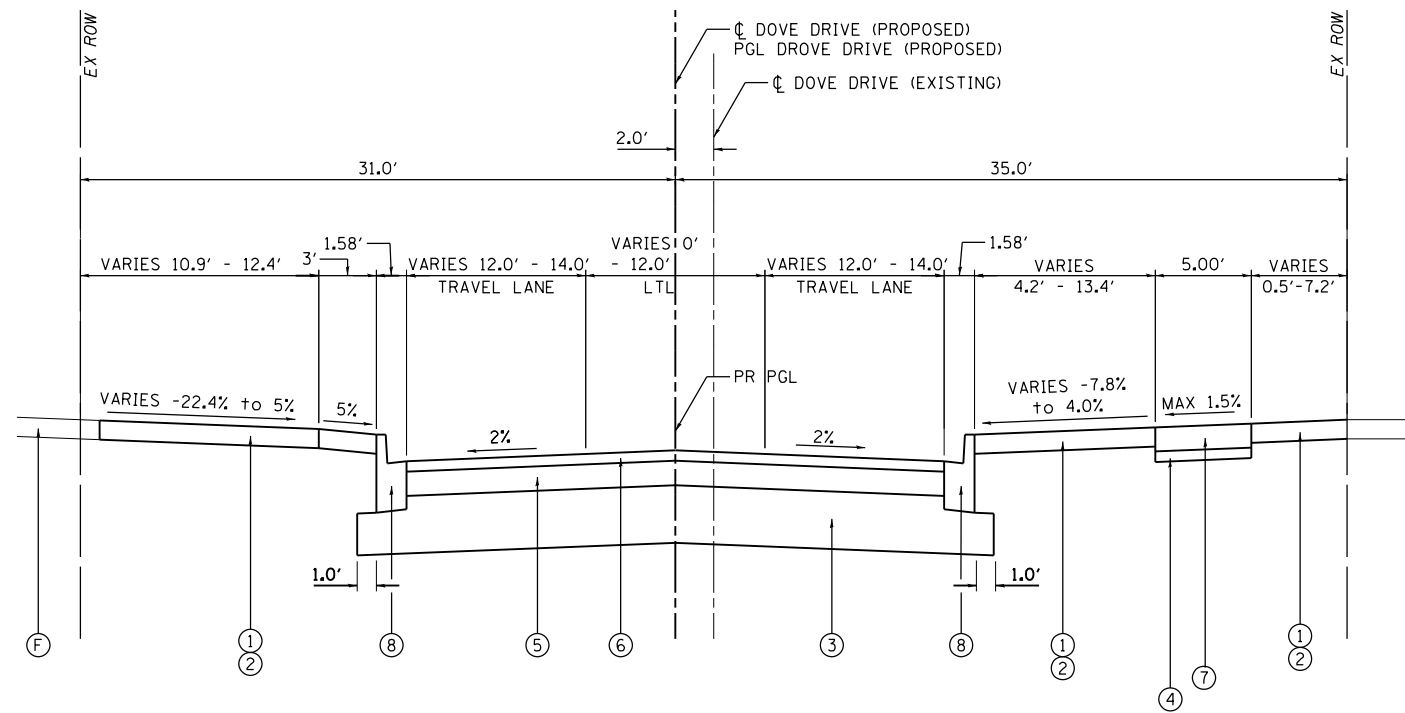 EX ROW
℄ DOVE DRIVE (PROPOSED)
PGL DROVE DRIVE (PROPOSED)
℄ DOVE DRIVE (EXISTING)
EX ROW
2.0'
31.0'
35.0'
1.58'
VARIES 0'
1.58'
VARIES 10.9' - 12.4'
3'
VARIES 12.0' - 14.0'
- 12.0'
VARIES 12.0' - 14.0'
VARIES
5.00'
VARIES
TRAVEL LANE
LTL
TRAVEL LANE
4.2' - 13.4'
0.5'-7.2'
PR PGL
VARIES -22.4% to 5%
5%
2%
2%
VARIES -7.8%
to 4.0%
MAX 1.5%
1.0'
1.0'
F
1
2
8
5
6
3
8
1
2
4
7
1
2